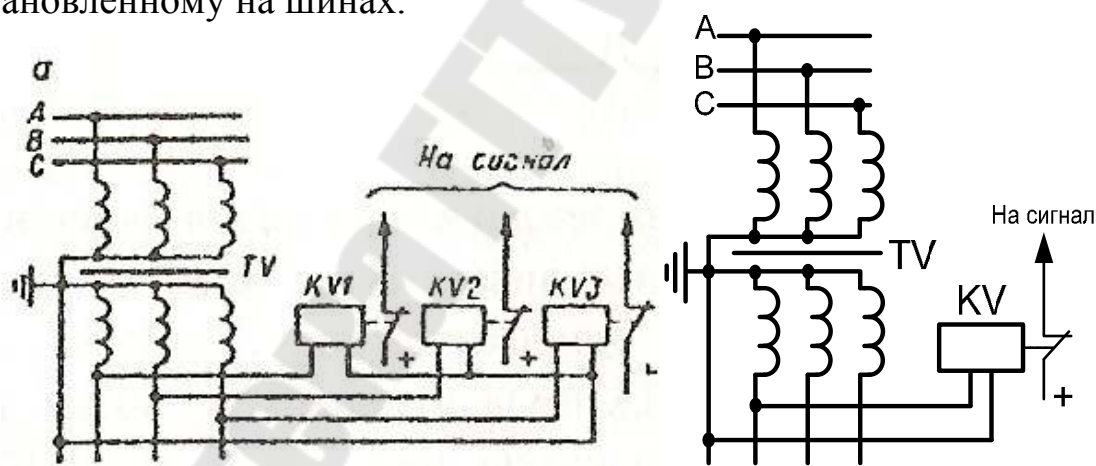 ановленному на шинах.
а
А
В
С
На сигнал
TV
KV1 KV2 KV3
+ +
A
B
C
На сигнал
TV
KV
+